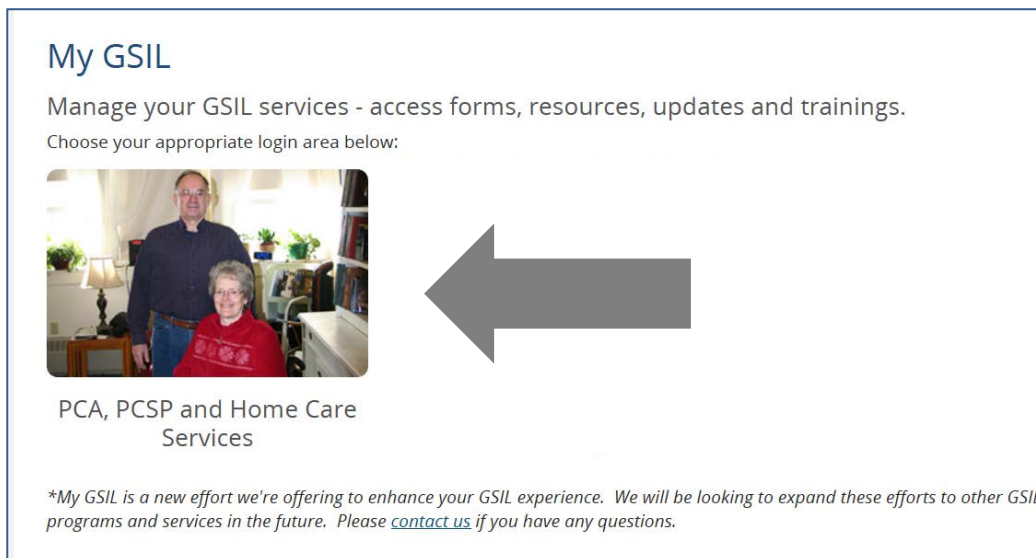 My GSIL
Manage your GSIL services - access forms, resources, updates and trainings.
Choose your appropriate login area below:
PCA, PCSP and Home Care
Services
*My GSIL is a new effort we're offering to enhance your GSIL experience.  We will be looking to expand these efforts to other GSIL
programs and services in the future.  Please contact us if you have any questions.